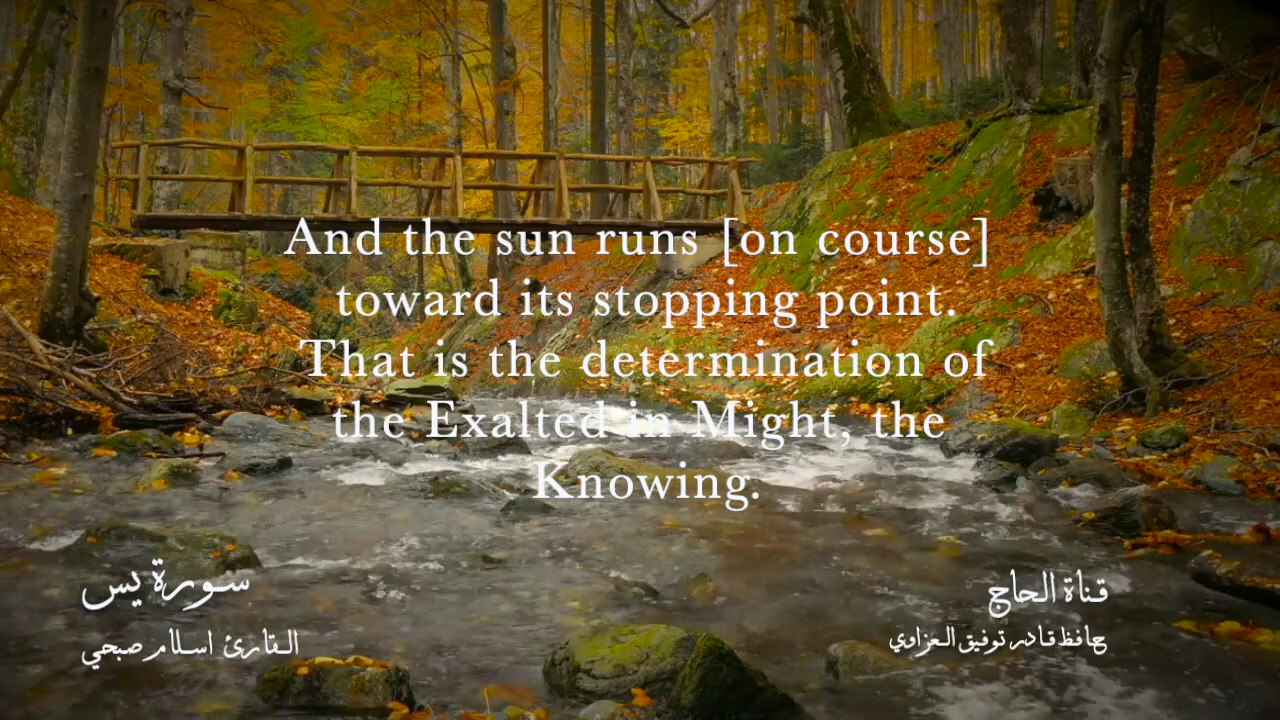 And the sun runs [on course]
toward its stopping point.
That is the determination of
the Exalted in Might, the
Knowing.
سورة يس
القارئ اسلام صبحي
قناة الحاج
حافظ قادر توفيق العزاوي